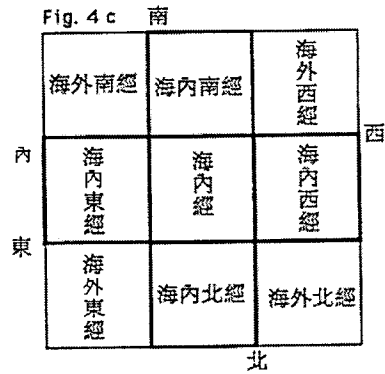 Fig. 4c 南
海外南經 海內南經 海外西經
西
內
海內東經 海內經 海內西經
東
海外東經 海內北經 海外北經
北